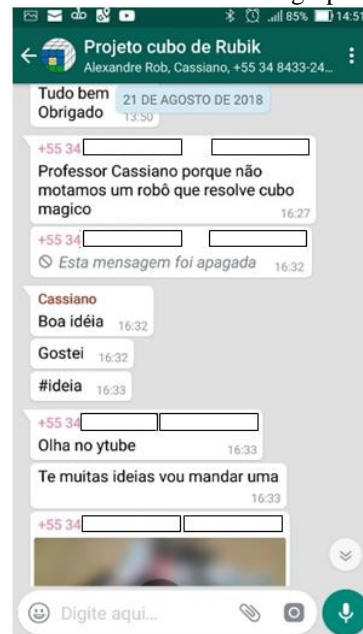 85% 14:51
Projeto cubo de Rubik
Alexandre Rob, Cassiano, +55 34 8433-24...
Tudo bem
Obrigado 13:50
21 DE AGOSTO DE 2018
+55 34
Professor Cassiano porque não
motamos um robô que resolve cubo
magico
16:27
+55 34
Esta mensagem foi apagada 16:32
Cassiano
Boa idéia 16:32
Gostei 16:32
#ideia 16:33
+55 34
Olha no ytube 16:33
Te muitas ideias vou mandar uma
16:33
+55 34
Digite aqui...